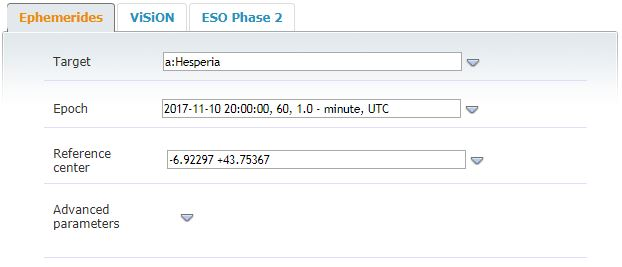 Ephemerides ViSiON ESO Phase 2
Target a:Hesperia
Epoch 2017-11-10 20:00:00, 60, 1.0 - minute, UTC
Reference
center -6.92297 +43.75367
Advanced
parameters